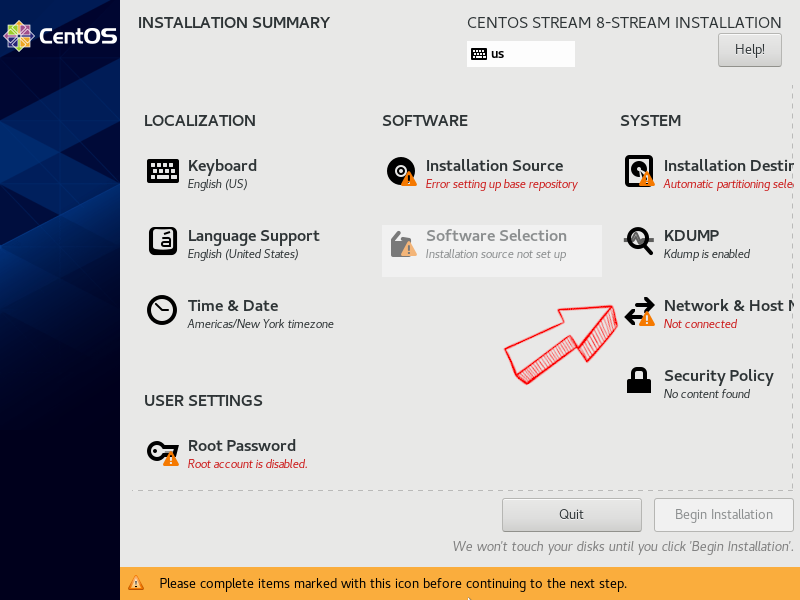 CentOS
INSTALLATION SUMMARY
CENTOS STREAM 8-STREAM INSTALLATION
us
Help!
LOCALIZATION
Keyboard
English (US)
Language Support
English (United States)
Time & Date
Americas/New York timezone
USER SETTINGS
Root Password
Root account is disabled.
SOFTWARE
Installation Source
Error setting up base repository
Software Selection
Installation source not set up
SYSTEM
Installation Destin
Automatic partitioning sele
KDUMP
Kdump is enabled
Network & Host N
Not connected
Security Policy
No content found
Quit
Begin Installation
We won't touch your disks until you click 'Begin Installation'.
Please complete items marked with this icon before continuing to the next step.